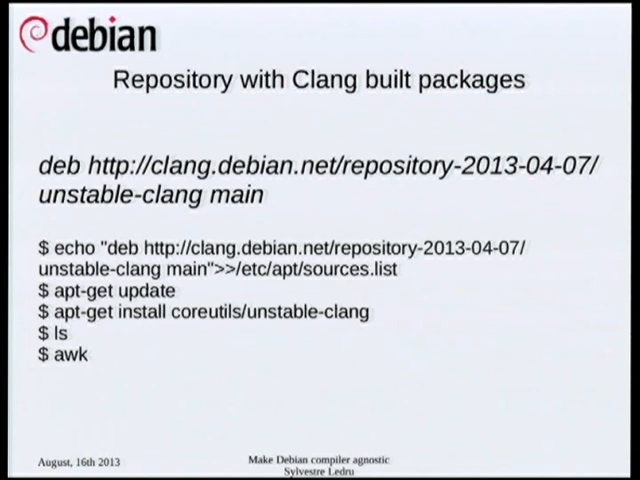 debian
Repository with Clang built packages
deb http://clang.debian.net/repository-2013-04-07/
unstable-clang main
$ echo "deb http://clang.debian.net/repository-2013-04-07/
unstable-clang main">>/etc/apt/sources.list
$ apt-get update
$ apt-get install coreutils/unstable-clang
$ ls
$ awk
August, 16th 2013
Make Debian compiler agnostic
Sylvestre Ledru